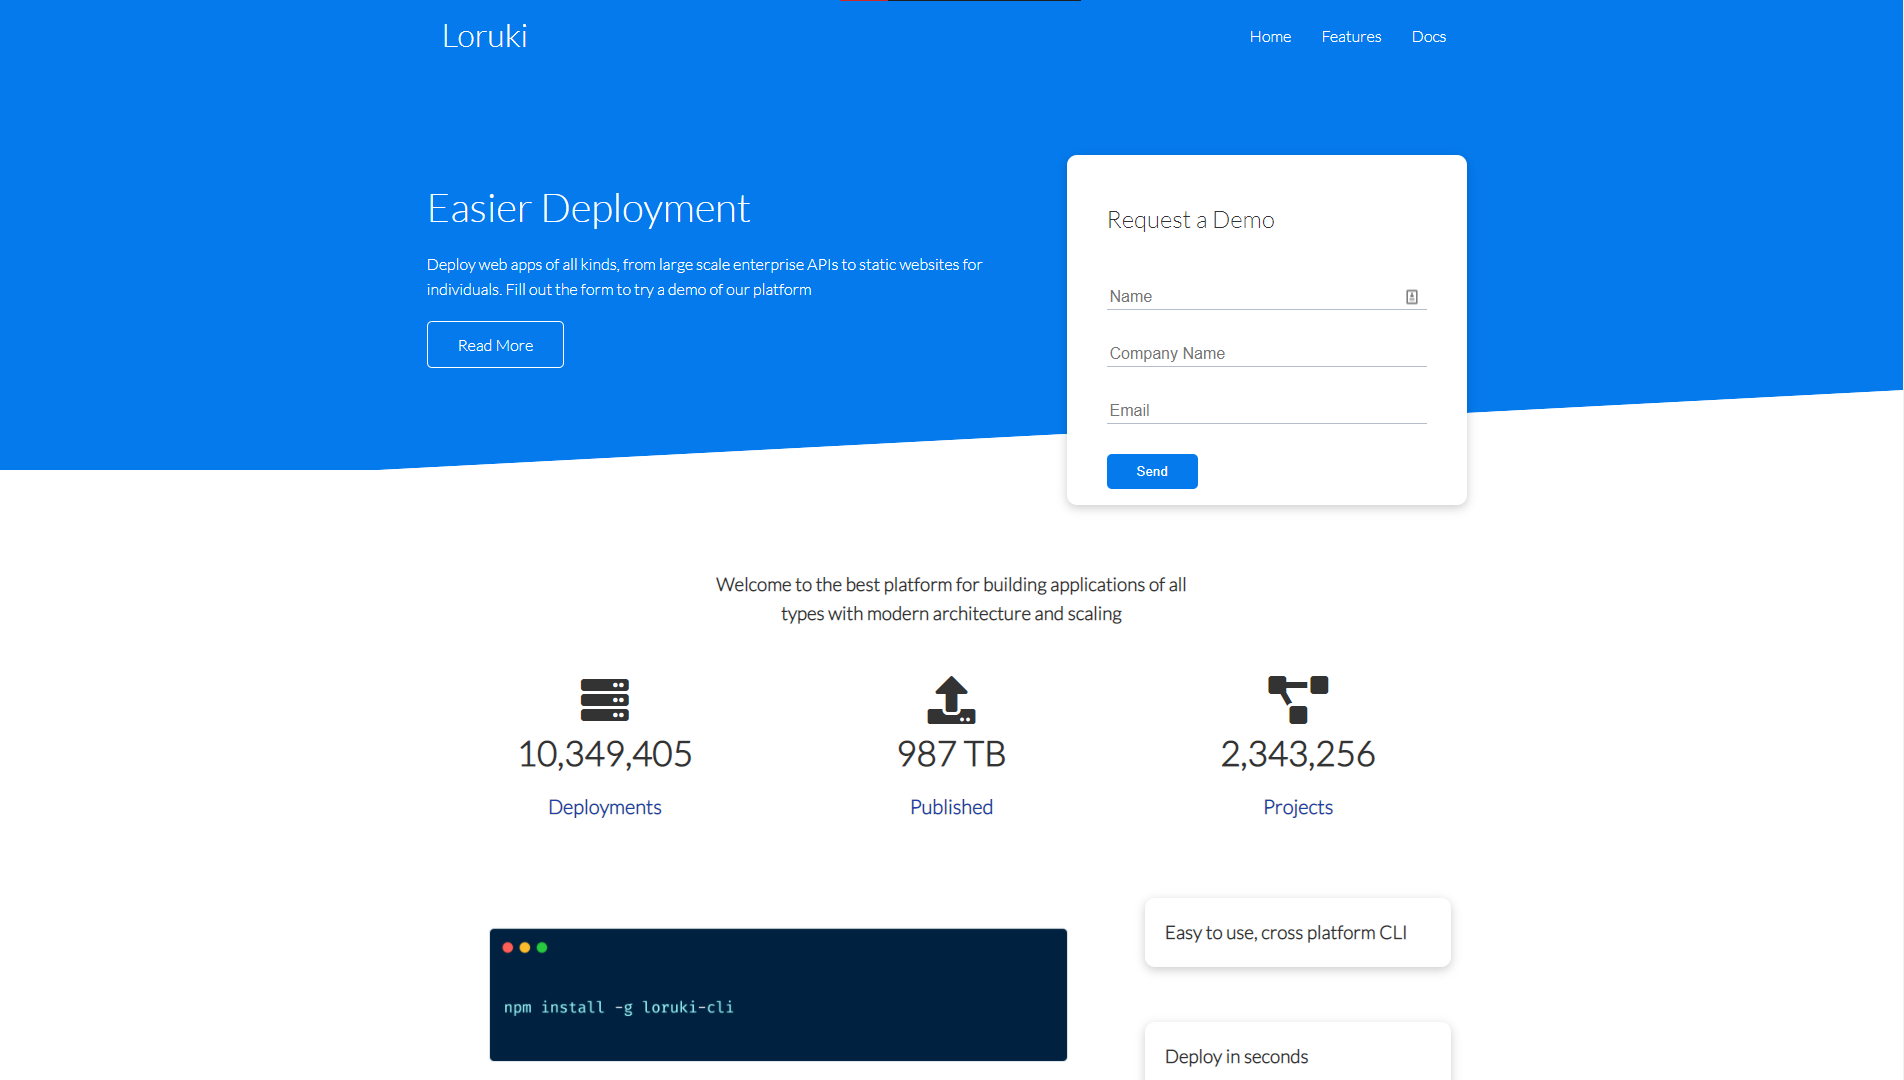 Loruki
Home
Features
Docs
Easier Deployment
Deploy web apps of all kinds, from large scale enterprise APIs to static websites for
individuals. Fill out the form to try a demo of our platform
Read More
Request a Demo
Name
Company Name
Email
Send
Welcome to the best platform for building applications of all
types with modern architecture and scaling
10,349,405
Deployments
987 TB
Published
2,343,256
Projects
npm install -g loruki-cli
Easy to use, cross platform CLI
Deploy in seconds